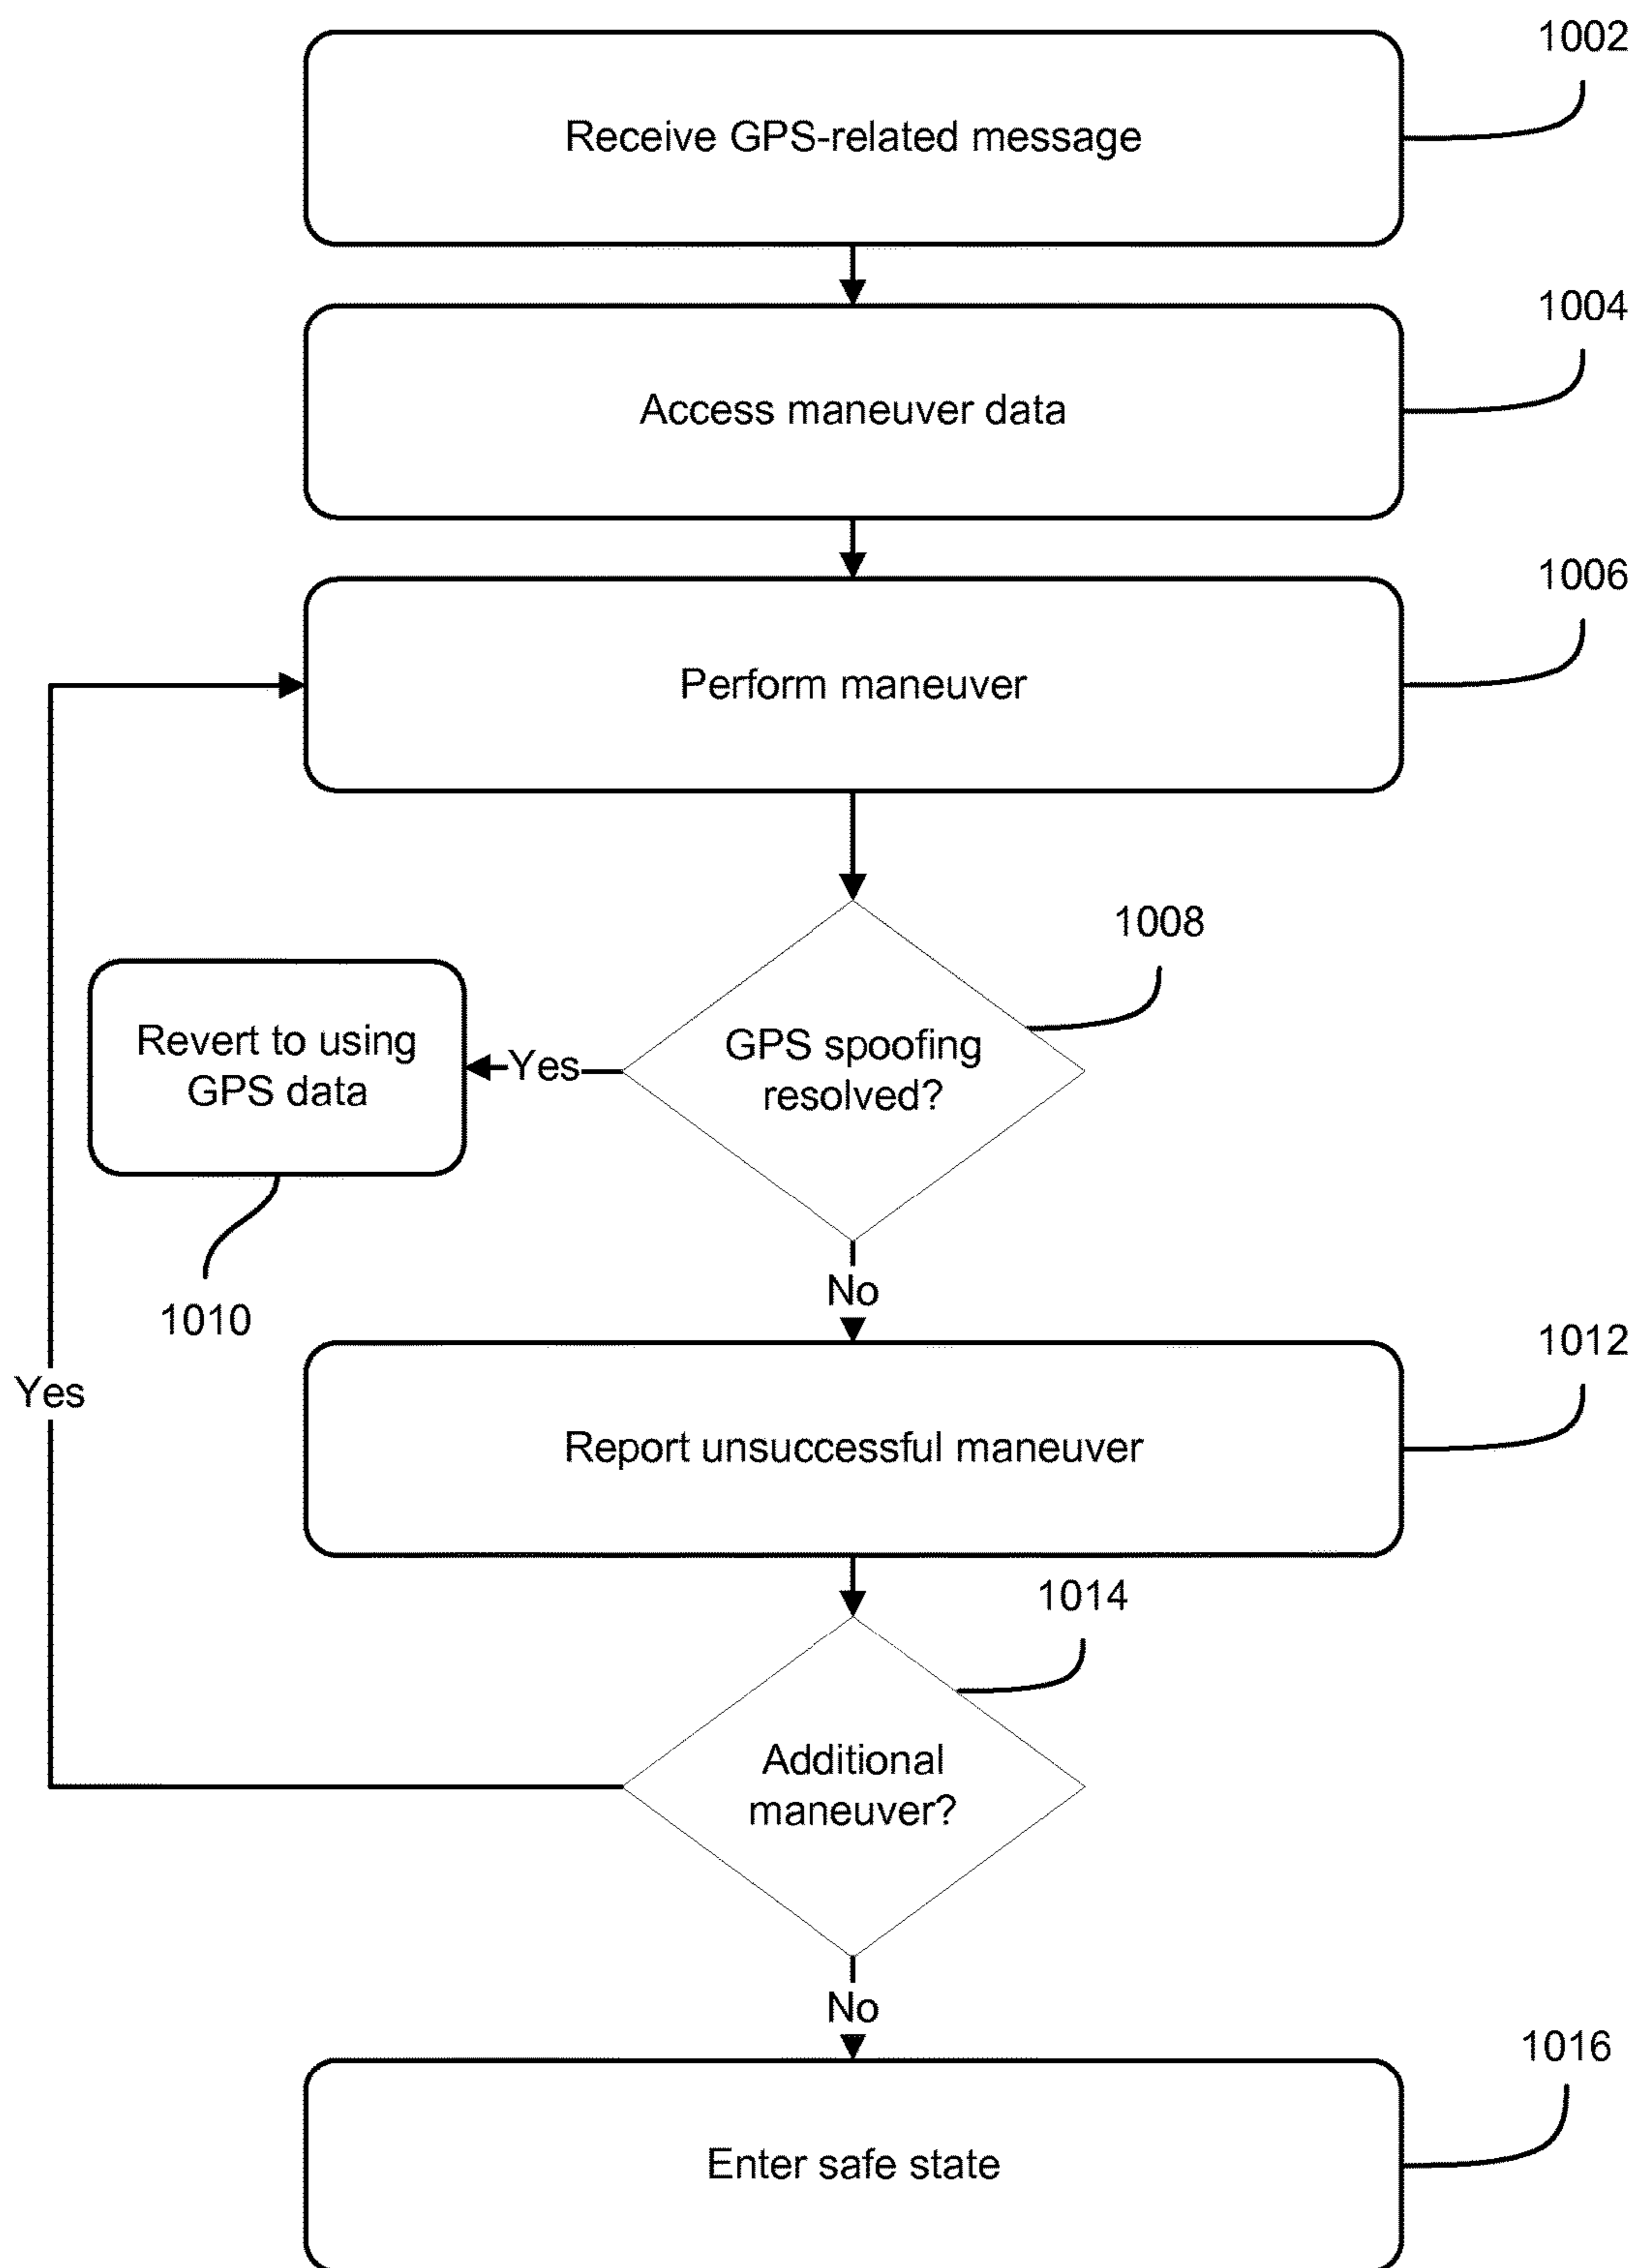 1002
Receive GPS-related message
1004
Access maneuver data
1006
Perform maneuver
1008
GPS spoofing
resolved?
Yes
Revert to using
GPS data
1010
No
1012
Report unsuccessful maneuver
Yes
1014
Additional
maneuver?
No
1016
Enter safe state